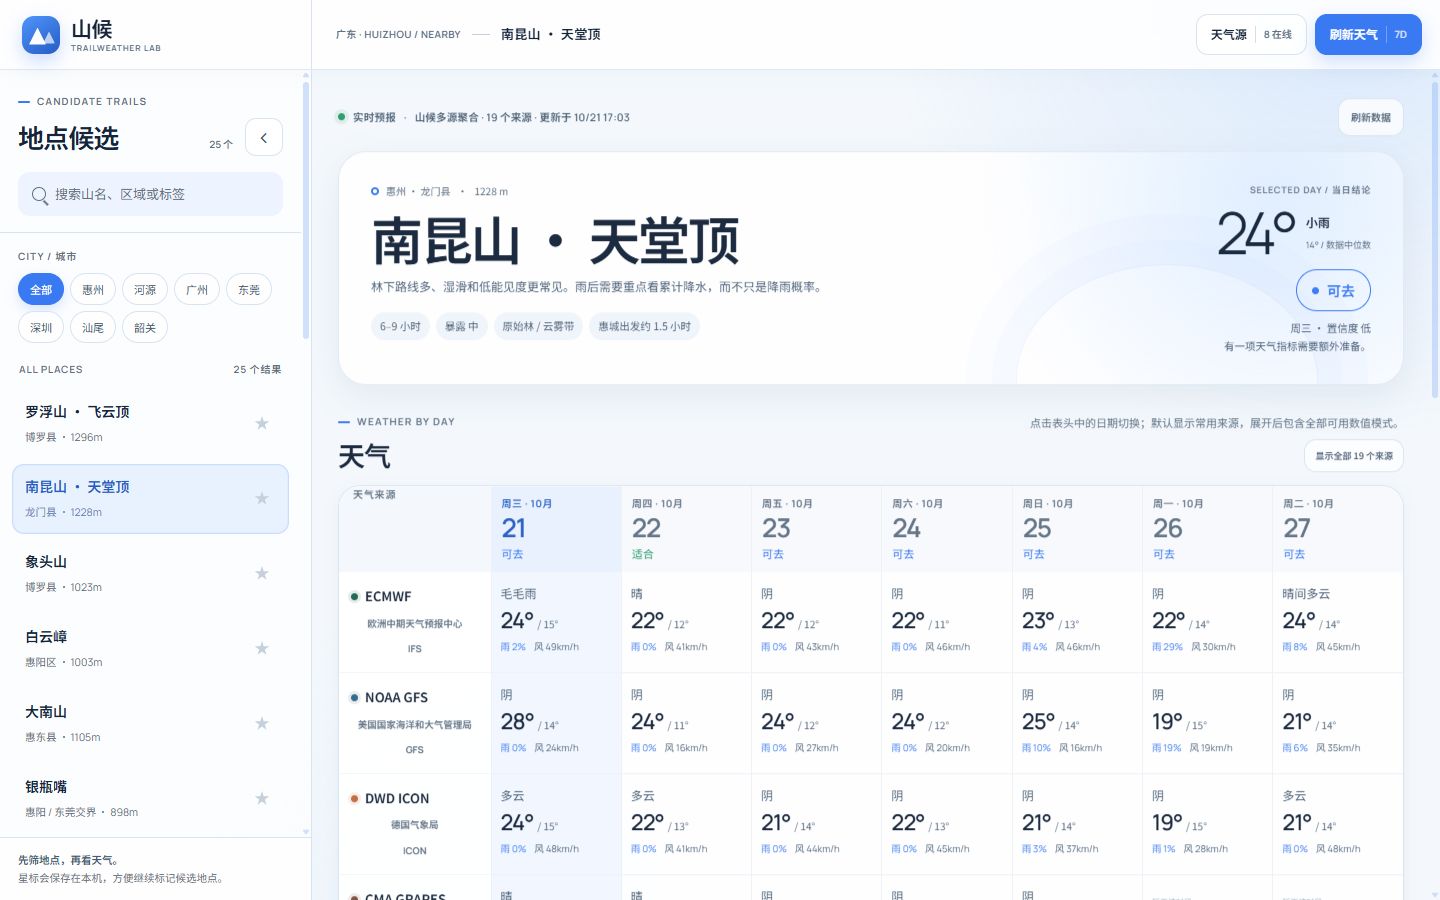 山候
TRAILWEATHER LAB
广东 · HUIZHOU / NEARBY
南昆山 · 天堂顶
天气源 8 在线
刷新天气 7D
CANDIDATE TRAILS
地点候选
25 个
搜索山名、区域或标签
CITY / 城市
全部 惠州 河源 广州 东莞
深圳 汕尾 韶关
ALL PLACES 25 个结果
罗浮山 · 飞云顶
博罗县 · 1296m
南昆山 · 天堂顶
龙门县 · 1228m
象头山
博罗县 · 1023m
白云嶂
惠阳区 · 1003m
大南山
惠东县 · 1105m
银瓶嘴
惠阳 / 东莞交界 · 898m
先筛地点，再看天气。
星标会保存在本机，方便继续标记候选地点。
实时预报 · 山候多源聚合 · 19 个来源 · 更新于 10/21 17:03
刷新数据
惠州 · 龙门县 · 1228 m
南昆山 · 天堂顶
林下路线多、湿滑和低能见度更常见。雨后需要重点看累计降水，而不只是降雨概率。
6–9 小时 暴露 中 原始林 / 云雾带 惠城出发约 1.5 小时
SELECTED DAY / 当日结论
24° 小雨
14° / 数据中位数
可去
周三 · 置信度 低
有一项天气指标需要额外准备。
WEATHER BY DAY
天气
点击表头中的日期切换；默认显示常用来源，展开后包含全部可用数值模式。
显示全部 19 个来源
天气来源
周三 · 10月 周四 · 10月 周五 · 10月 周六 · 10月 周日 · 10月 周一 · 10月 周二 · 10月
21 22 23 24 25 26 27
可去 适合 可去 可去 可去 可去 可去
ECMWF
欧洲中期天气预报中心
IFS
毛毛雨 晴 阴 阴 阴 阴 晴间多云
24° / 15° 22° / 12° 22° / 12° 22° / 11° 23° / 13° 22° / 14° 24° / 14°
雨 2% 风 49km/h 雨 0% 风 41km/h 雨 0% 风 43km/h 雨 0% 风 46km/h 雨 4% 风 46km/h 雨 29% 风 30km/h 雨 8% 风 45km/h
NOAA GFS
美国国家海洋和大气管理局
GFS
阴 阴 阴 阴 阴 阴 阴
28° / 14° 24° / 11° 24° / 12° 24° / 12° 25° / 14° 19° / 15° 21° / 14°
雨 0% 风 24km/h 雨 0% 风 16km/h 雨 0% 风 27km/h 雨 0% 风 20km/h 雨 10% 风 16km/h 雨 19% 风 19km/h 雨 6% 风 35km/h
DWD ICON
德国气象局
ICON
多云 多云 阴 阴 阴 阴 多云
24° / 15° 22° / 13° 21° / 14° 22° / 13° 21° / 14° 19° / 15° 21° / 14°
雨 0% 风 48km/h 雨 0% 风 41km/h 雨 0% 风 44km/h 雨 0% 风 45km/h 雨 3% 风 37km/h 雨 1% 风 28km/h 雨 0% 风 48km/h
CMA GRAPES
晴 晴 阴 阴 阴